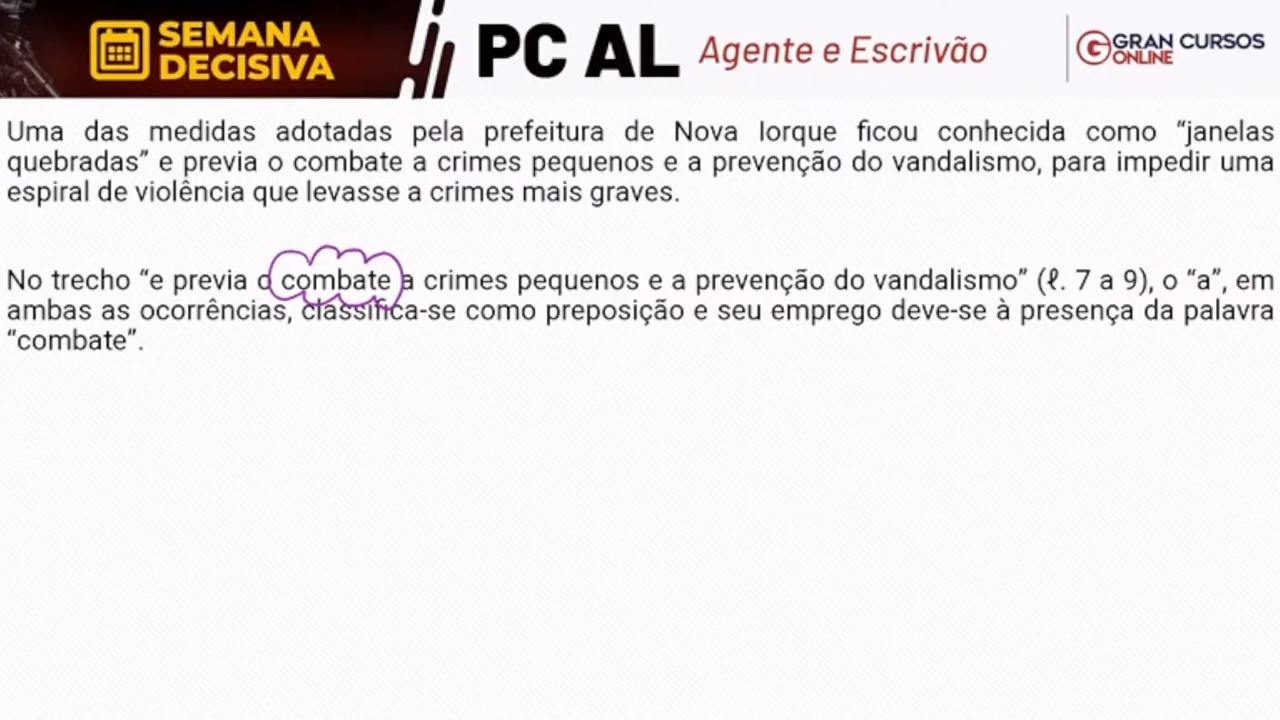 SEMANA
DECISIVA
PC AL Agente e Escrivão
GRAN CURSOS
ONLINE
Uma das medidas adotadas pela prefeitura de Nova Iorque ficou conhecida como “janelas
quebradas” e previa o combate a crimes pequenos e a prevenção do vandalismo, para impedir uma
espiral de violência que levasse a crimes mais graves.
No trecho “e previa o combate a crimes pequenos e a prevenção do vandalismo” (ℓ. 7 a 9), o “a”, em
ambas as ocorrências, classifica-se como preposição e seu emprego deve-se à presença da palavra
“combate”.